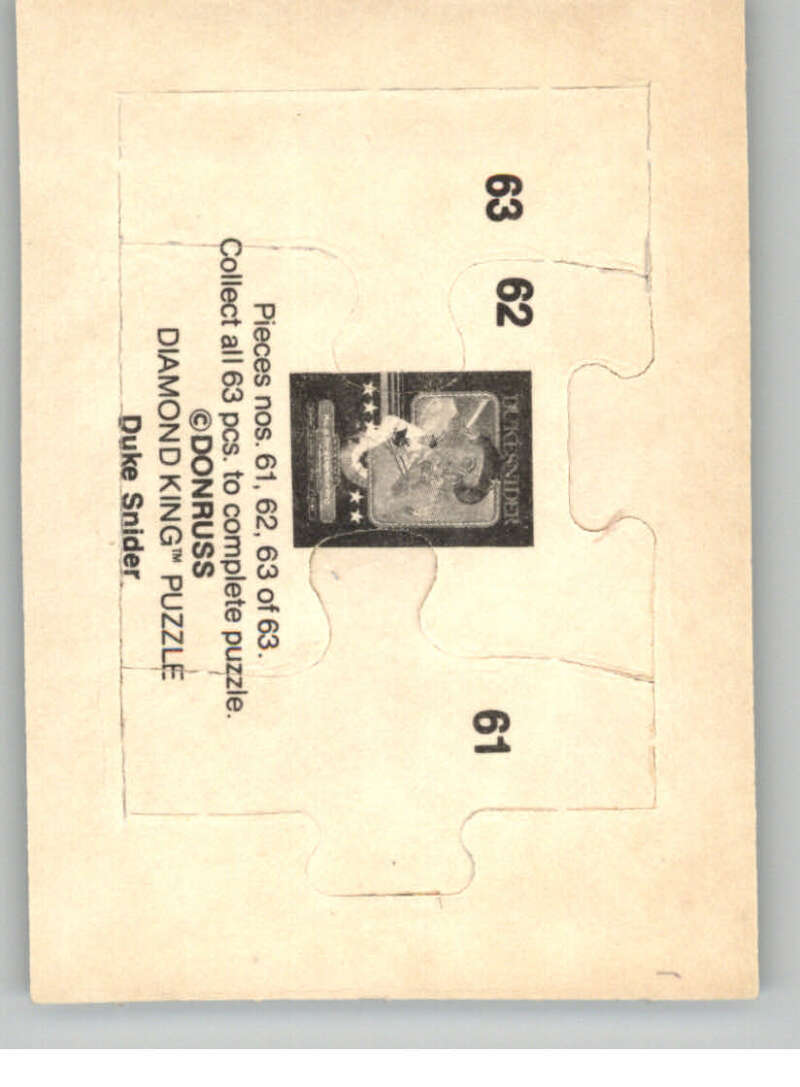 63
62
61
DUKE SNIDER
Pieces nos. 61, 62, 63 of 63.
Collect all 63 pcs. to complete puzzle.
©DONRUSS
DIAMOND KING™ PUZZLE
Duke Snider